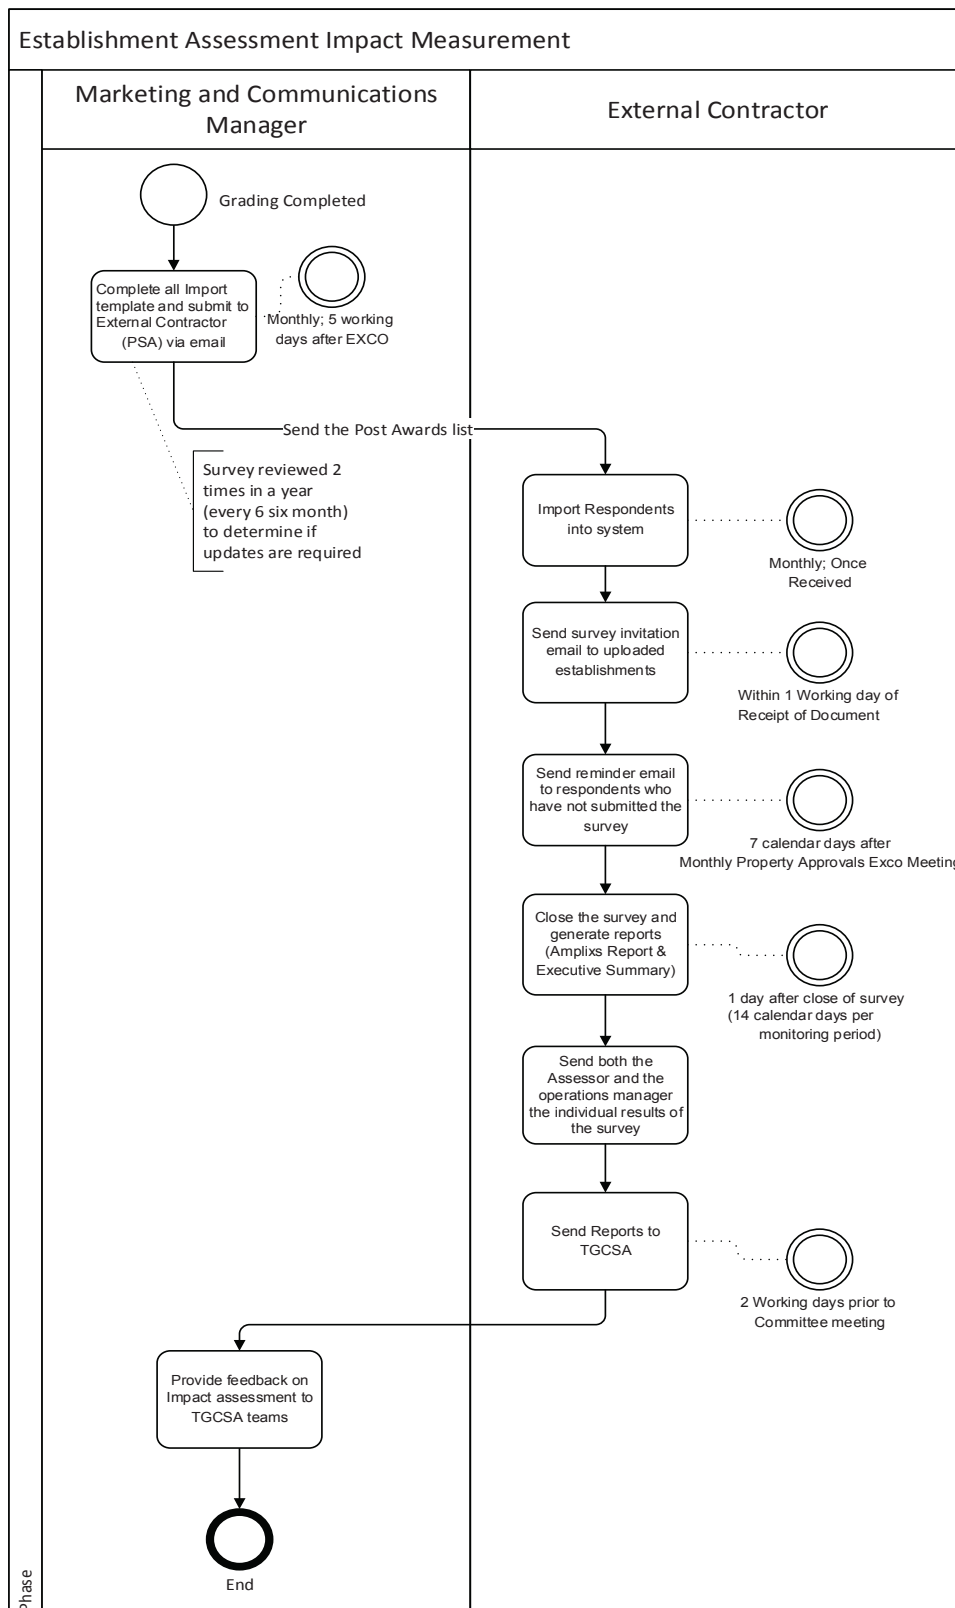 Establishment Assessment Impact Measurement
Marketing and Communications
Manager
External Contractor
Grading Completed
Complete all Import
template and submit to
External Contractor
(PSA) via email
Monthly; 5 working
days after EXCO
Send the Post Awards list
Survey reviewed 2
times in a year
(every 6 six month)
to determine if
updates are required
Import Respondents
into system
Monthly; Once
Received
Send survey invitation
email to uploaded
establishments
Within 1 Working day of
Receipt of Document
Send reminder email
to respondents who
have not submitted the
survey
7 calendar days after
Monthly Property Approvals Exco Meeting
Close the survey and
generate reports
(Amplixs Report &
Executive Summary)
1 day after close of survey
(14 calendar days per
monitoring period)
Send both the
Assessor and the
operations manager
the individual results of
the survey
Send Reports to
TGCSA
2 Working days prior to
Committee meeting
Provide feedback on
Impact assessment to
TGCSA teams
End
Phase